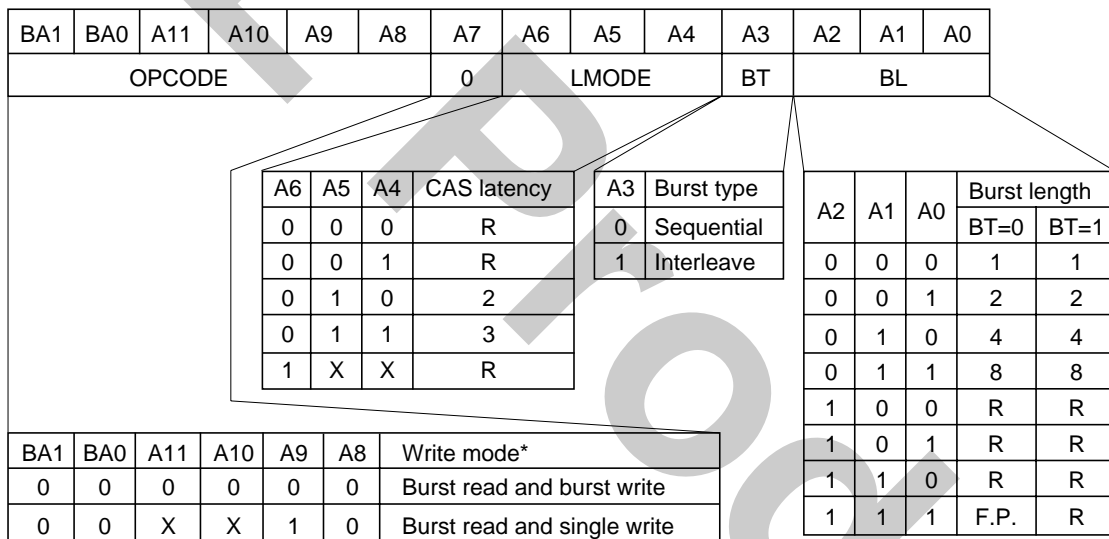 BA1 BA0 A11 A10 A9 A8 A7 A6 A5 A4 A3 A2 A1 A0
OPCODE 0 LMODE BT BL
A6 A5 A4 CAS latency
0 0 0 R
0 0 1 R
0 1 0 2
0 1 1 3
1 X X R
A3 Burst type
0 Sequential
1 Interleave
A2 A1 A0 Burst length
BT=0 BT=1
0 0 0 1 1
0 0 1 2 2
0 1 0 4 4
0 1 1 8 8
1 0 0 R R
1 0 1 R R
1 1 0 R R
1 1 1 F.P. R
BA1 BA0 A11 A10 A9 A8 Write mode*
0 0 0 0 0 0 Burst read and burst write
0 0 X X 1 0 Burst read and single write
Prod